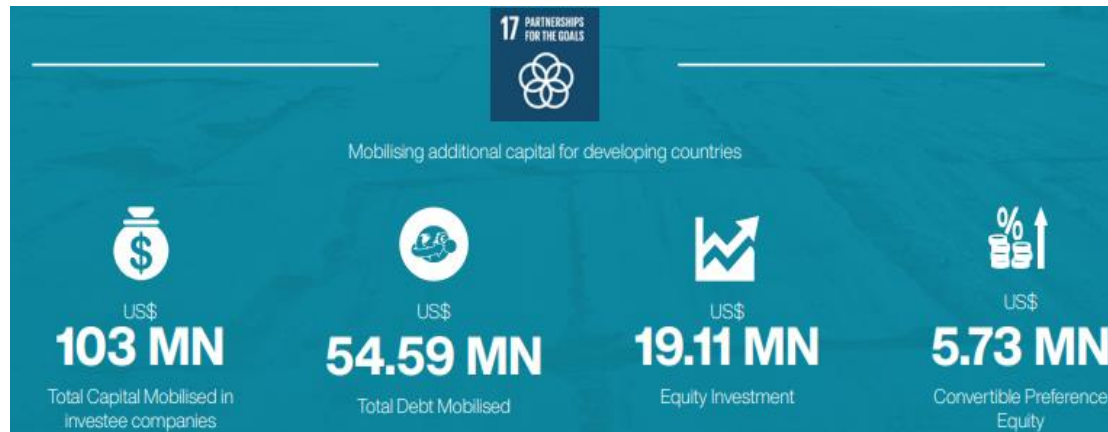 17 PARTNERSHIPS
FOR THE GOALS
Mobilising additional capital for developing countries
$
US$
103 MN
Total Capital Mobilised in
investee companies
US$
54.59 MN
Total Debt Mobilised
US$
19.11 MN
Equity Investment
%
US$
5.73 MN
Convertible Preference
Equity